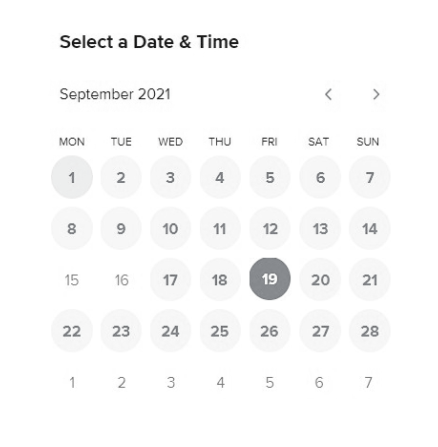 Select a Date & Time
September 2021
MON TUE WED THU FRI SAT SUN
1 2 3 4 5 6 7
8 9 10 11 12 13 14
15 16 17 18 19 20 21
22 23 24 25 26 27 28
1 2 3 4 5 6 7